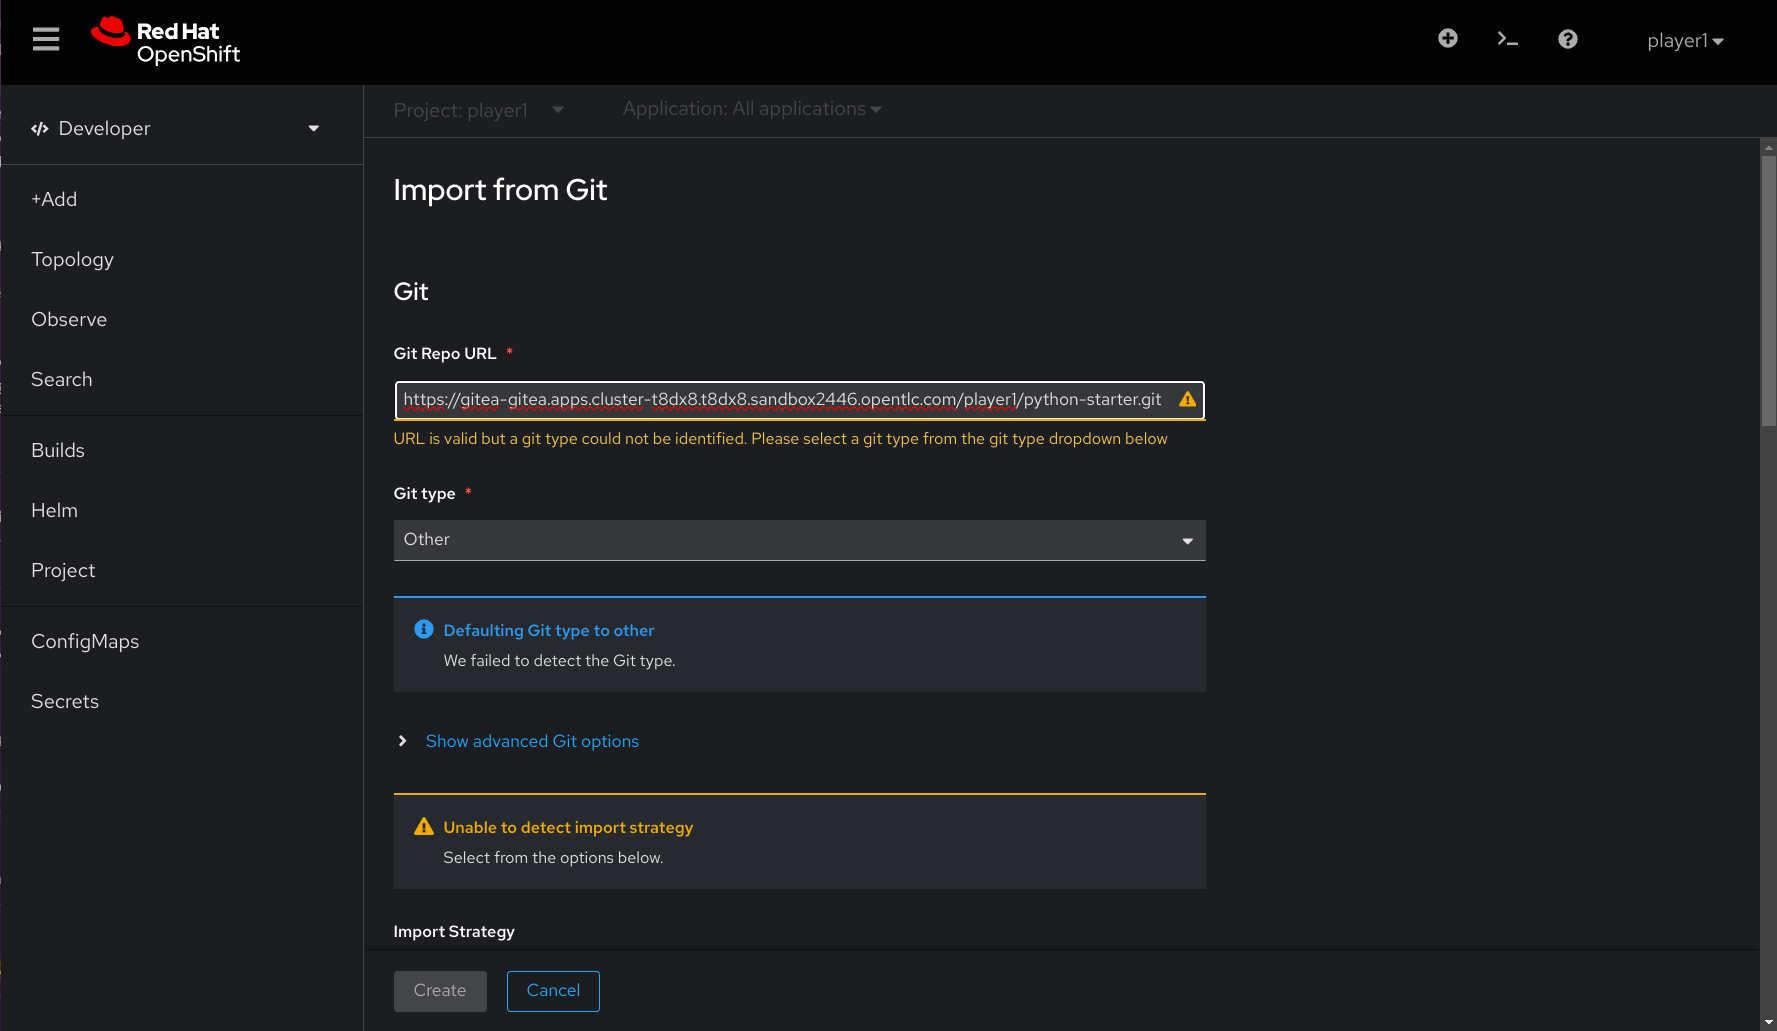 Red Hat
OpenShift
player1
Developer
+Add
Topology
Observe
Search
Builds
Helm
Project
ConfigMaps
Secrets
Project: player1
Application: All applications
Import from Git
Git
Git Repo URL *
https://gitea-gitea.apps.cluster-t8dx8.t8dx8.sandbox2446.opentlc.com/player1/python-starter.git
URL is valid but a git type could not be identified. Please select a git type from the git type dropdown below
Git type *
Other
Defaulting Git type to other
We failed to detect the Git type.
Show advanced Git options
Unable to detect import strategy
Select from the options below.
Import Strategy
Create
Cancel